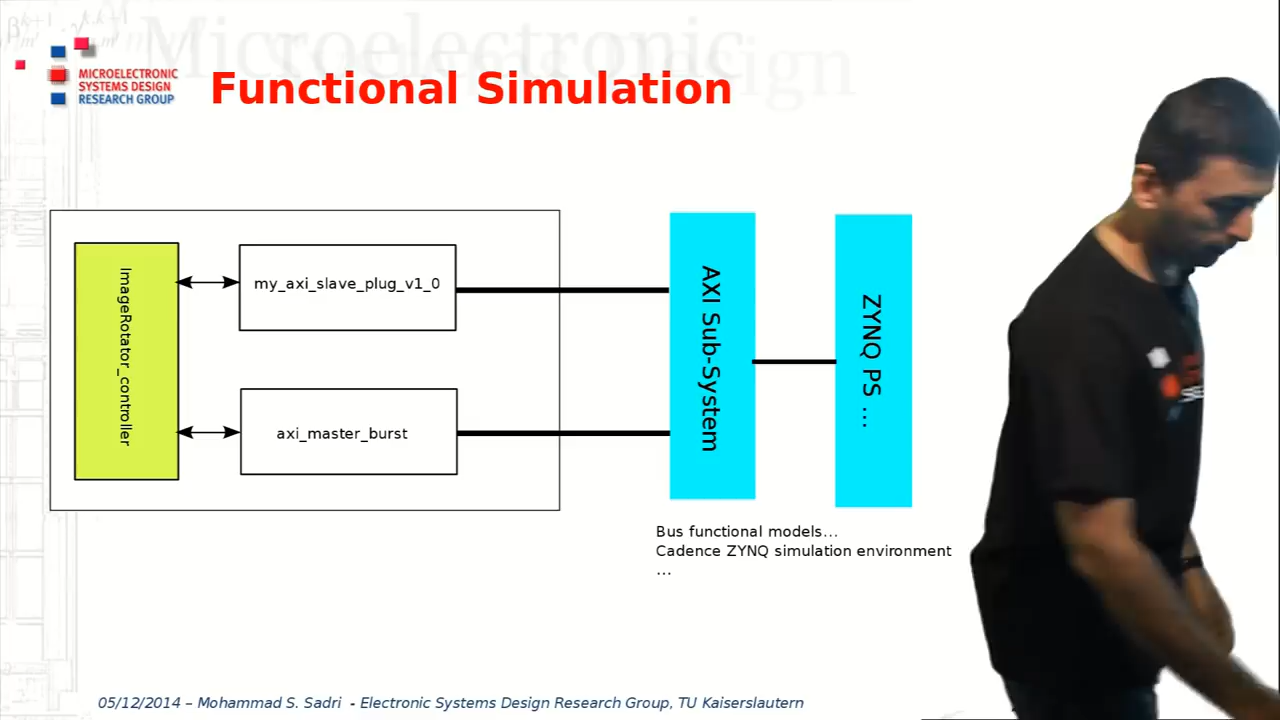 Microelectronic
MICROELECTRONIC
SYSTEMS DESIGN
RESEARCH GROUP
Functional Simulation
ImageRotator_controller
my_axi_slave_plug_v1_0
axi_master_burst
AXI Sub-System
ZYNQ PS ...
Bus functional models...
Cadence ZYNQ simulation environment
...
05/12/2014 – Mohammad S. Sadri - Electronic Systems Design Research Group, TU Kaiserslautern